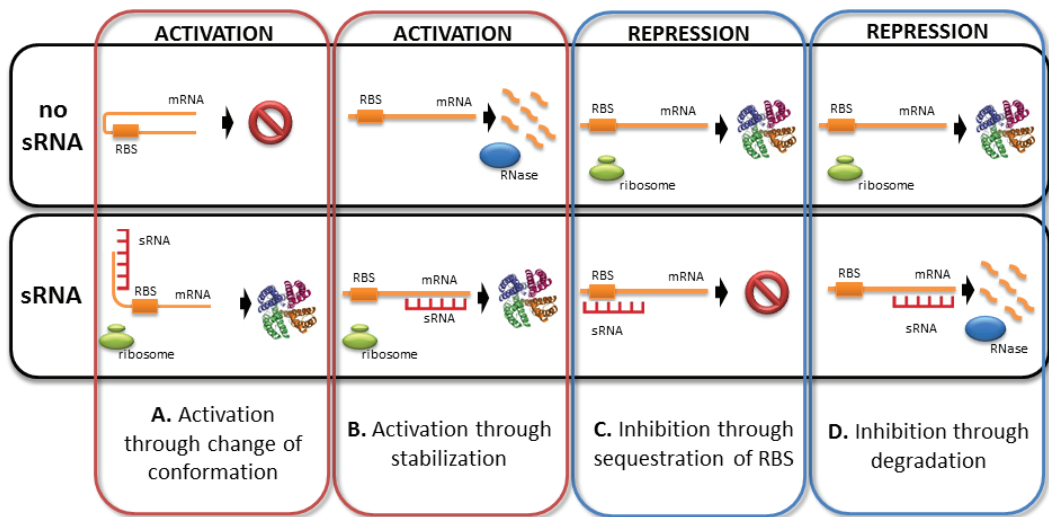 ACTIVATION
ACTIVATION
REPRESSION
REPRESSION
no
sRNA
mRNA
RBS
RBS
mRNA
RNase
RBS
mRNA
ribosome
RBS
mRNA
ribosome
sRNA
sRNA
RBS
mRNA
ribosome
RBS
mRNA
sRNA
ribosome
RBS
mRNA
sRNA
RBS
mRNA
sRNA
RNase
A. Activation
through change of
conformation
B. Activation through
stabilization
C. Inhibition through
sequestration of RBS
D. Inhibition through
degradation